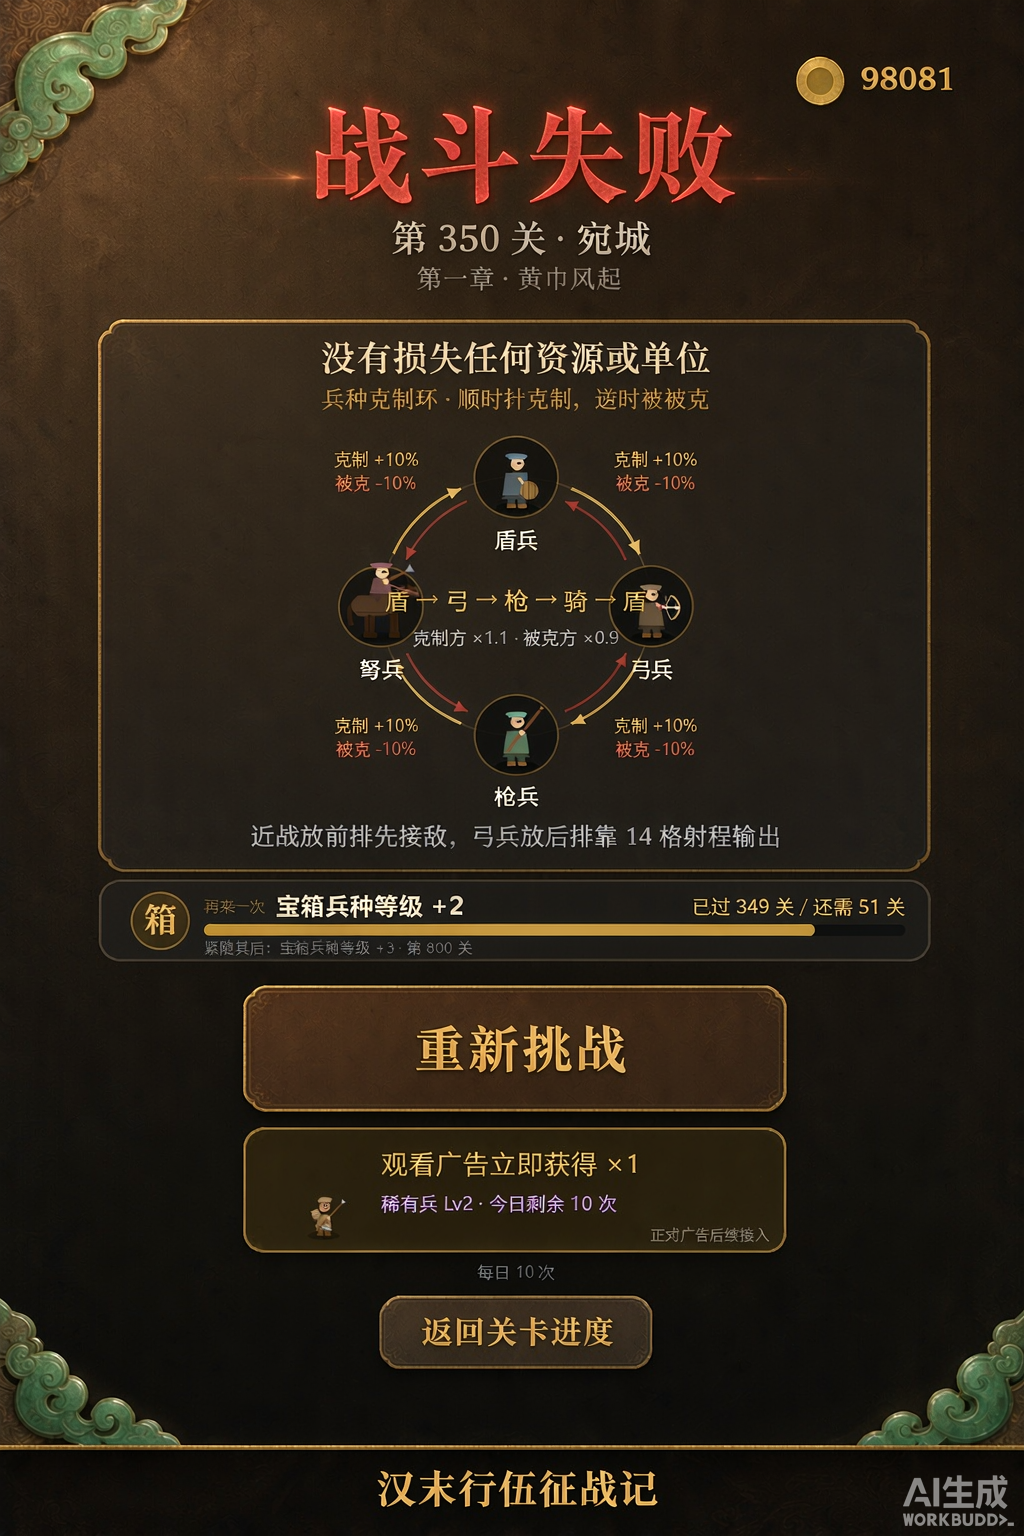 98081
战斗失败
第 350 关 · 宛城
第一章 · 黄巾风起
没有损失任何资源或单位
兵种克制环 · 顺时针克制，逆时被被克
克制 +10%
被克 -10%
克制 +10%
被克 -10%
盾兵
盾 → 弓 → 枪 → 骑 → 盾
克制方 ×1.1 · 被克方 ×0.9
弩兵
弓兵
克制 +10%
被克 -10%
克制 +10%
被克 -10%
枪兵
近战放前排先接敌，弓兵放后排靠 14 格射程输出
箱
再来一次 宝箱兵种等级 +2
已过 349 关 / 还需 51 关
紧随其后：宝箱兵种等级 +3 · 第 800 关
重新挑战
观看广告立即获得 ×1
稀有兵 Lv2 · 今日剩余 10 次
广告后续接入
每日 10 次
返回关卡进度
汉末行伍征战记
AI生成
WORKBUDD>_